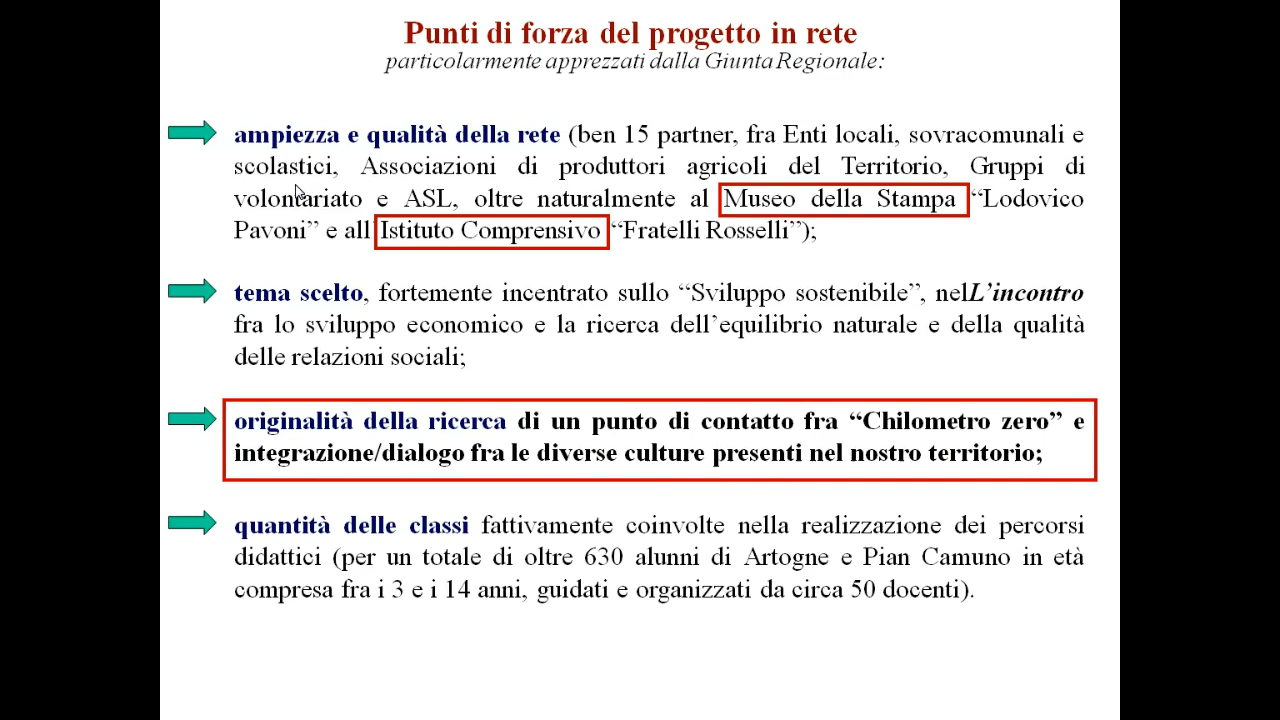 Punti di forza del progetto in rete
particolarmente apprezzati dalla Giunta Regionale:
ampiezza e qualità della rete (ben 15 partner, fra Enti locali, sovracomunali e
scolastici, Associazioni di produttori agricoli del Territorio, Gruppi di
volontariato e ASL, oltre naturalmente al Museo della Stampa “Lodovico
Pavoni” e all’Istituto Comprensivo “Fratelli Rosselli”);
tema scelto, fortemente incentrato sullo “Sviluppo sostenibile”, nelL’incontro
fra lo sviluppo economico e la ricerca dell’equilibrio naturale e della qualità
delle relazioni sociali;
originalità della ricerca di un punto di contatto fra “Chilometro zero” e
integrazione/dialogo fra le diverse culture presenti nel nostro territorio;
quantità delle classi fattivamente coinvolte nella realizzazione dei percorsi
didattici (per un totale di oltre 630 alunni di Artogne e Pian Camuno in età
compresa fra i 3 e i 14 anni, guidati e organizzati da circa 50 docenti).